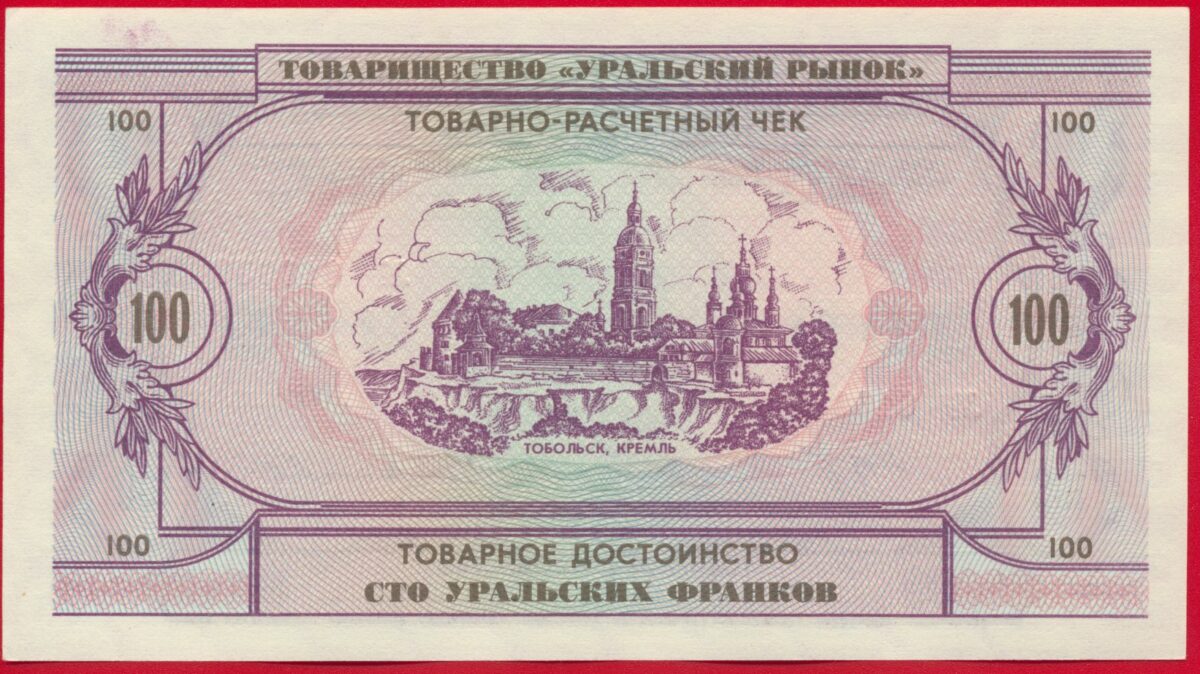 ТОВАРИЩЕСТВО «УРАЛЬСКИЙ РЫНОК»
100 ТОВАРНО-РАСЧЕТНЫЙ ЧЕК 100
100 100
ТОБОЛЬСК, КРЕМЛЬ
100 ТОВАРНОЕ ДОСТОИНСТВО 100
СТО УРАЛЬСКИХ ФРАНКОВ